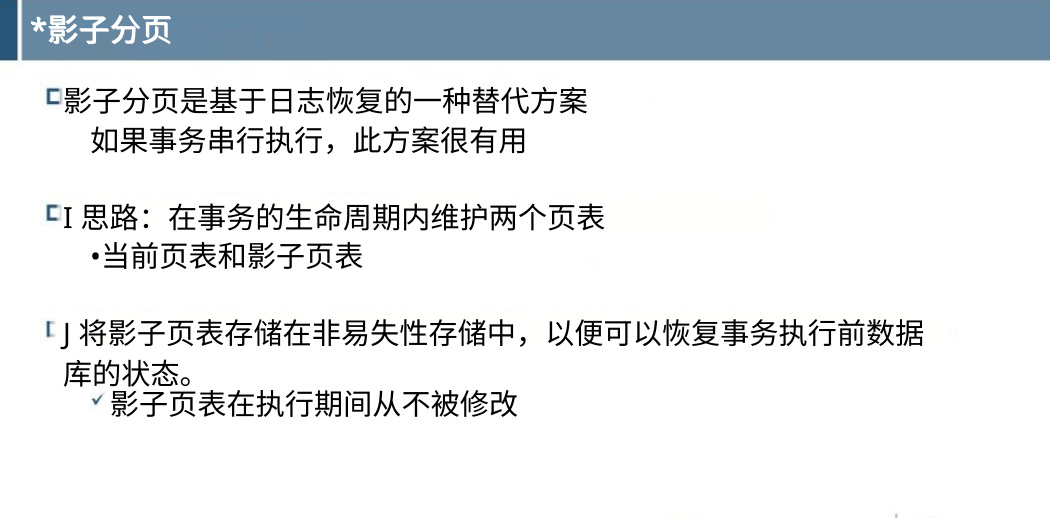 *影子分页
影子分页是基于日志恢复的一种替代方案
如果事务串行执行，此方案很有用
I 思路：在事务的生命周期内维护两个页表
•当前页表和影子页表
J 将影子页表存储在非易失性存储中，以便可以恢复事务执行前数据
库的状态。
✓影子页表在执行期间从不被修改